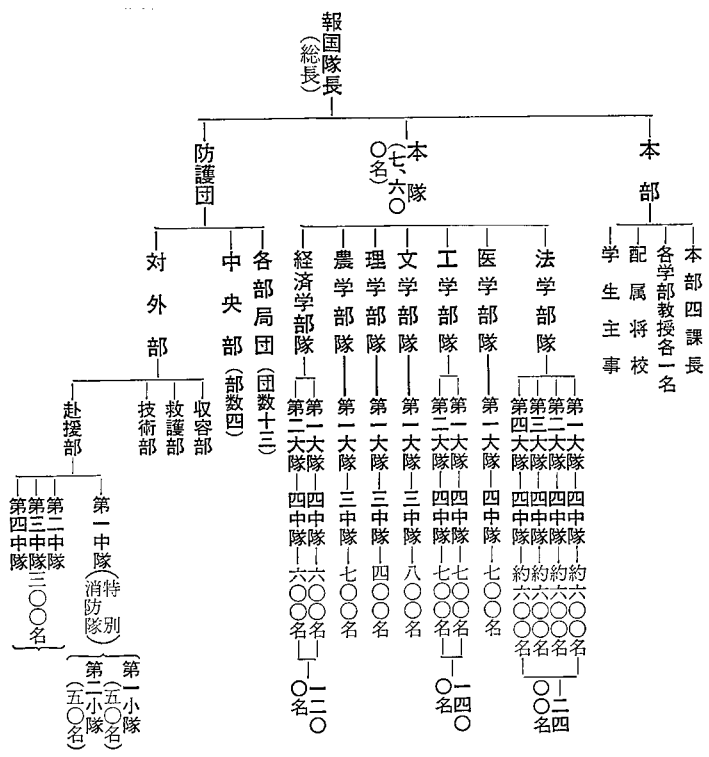 報国隊長
(総長)
本部
本部四課長
各学部教授各一名
配属将校
学生主事
本隊
(七、六〇
〇名)
法学部隊
第一大隊―四中隊―約六〇〇名
第二大隊―四中隊―約六〇〇名
第三大隊―四中隊―約六〇〇名
第四大隊―四中隊―約六〇〇名
二四
〇〇名
医学部隊―第一大隊―四中隊―七〇〇名
工学部隊
第一大隊―四中隊―七〇〇名
第二大隊―四中隊―七〇〇名
一四〇
〇名
文学部隊―第一大隊―三中隊―八〇〇名
理学部隊―第一大隊―三中隊―四〇〇名
農学部隊―第一大隊―三中隊―七〇〇名
経済学部隊
第一大隊―四中隊―六〇〇名
第二大隊―四中隊―六〇〇名
一二〇
〇名
防護団
各部局団(団数十三)
中央部(部数四)
対外部
収容部
救護部
技術部
赴援部
第一中隊(特別
消防隊)
第一小隊
(五〇名)
第二小隊
(五〇名)
第二中隊
第三中隊
第四中隊
三〇〇名